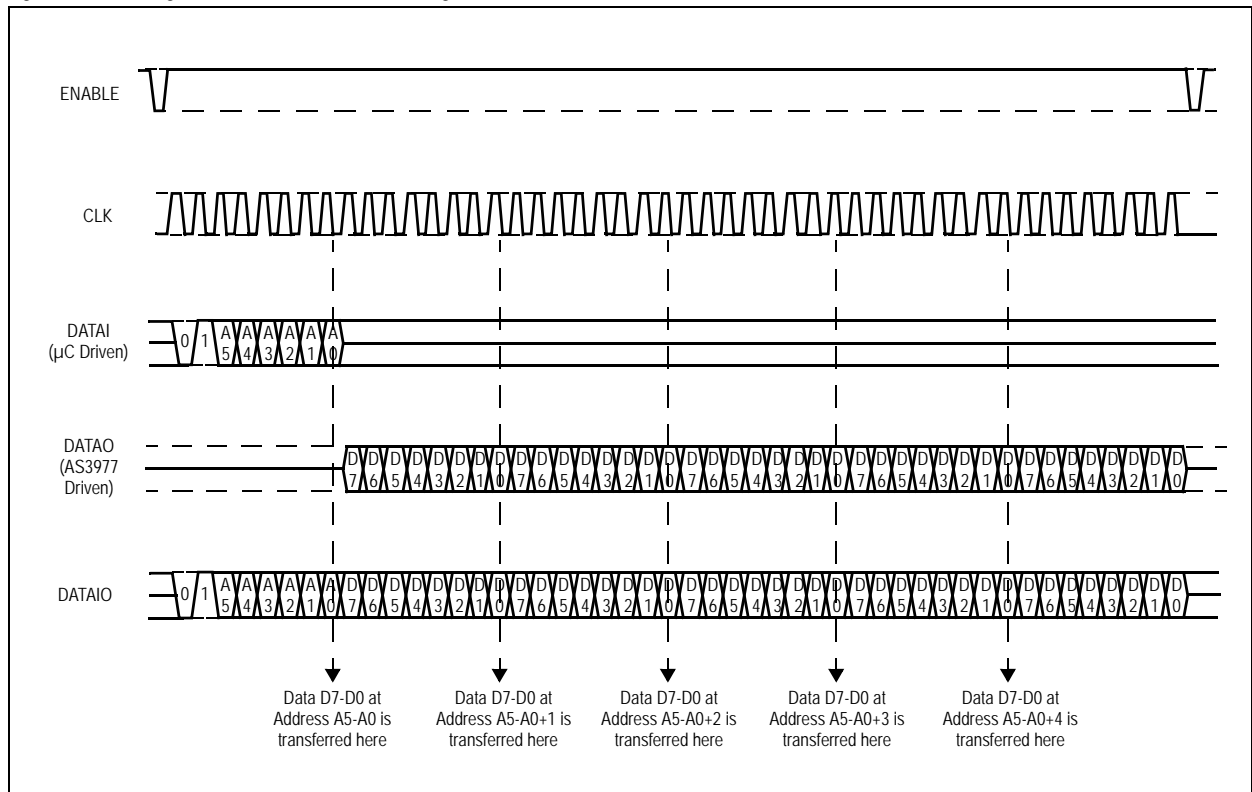 ENABLE
CLK
DATAI
(µC Driven)
0 1 A5 A4 A3 A2 A1 A0
DATAO
(AS3977
Driven)
D7 D6 D5 D4 D3 D2 D1 D0 D7 D6 D5 D4 D3 D2 D1 D0 D7 D6 D5 D4 D3 D2 D1 D0 D7 D6 D5 D4 D3 D2 D1 D0 D7 D6 D5 D4 D3 D2 D1 D0
DATAIO
0 1 A5 A4 A3 A2 A1 A0 D7 D6 D5 D4 D3 D2 D1 D0 D7 D6 D5 D4 D3 D2 D1 D0 D7 D6 D5 D4 D3 D2 D1 D0 D7 D6 D5 D4 D3 D2 D1 D0 D7 D6 D5 D4 D3 D2 D1 D0
Data D7-D0 at
Address A5-A0 is
transferred here
Data D7-D0 at
Address A5-A0+1 is
transferred here
Data D7-D0 at
Address A5-A0+2 is
transferred here
Data D7-D0 at
Address A5-A0+3 is
transferred here
Data D7-D0 at
Address A5-A0+4 is
transferred here